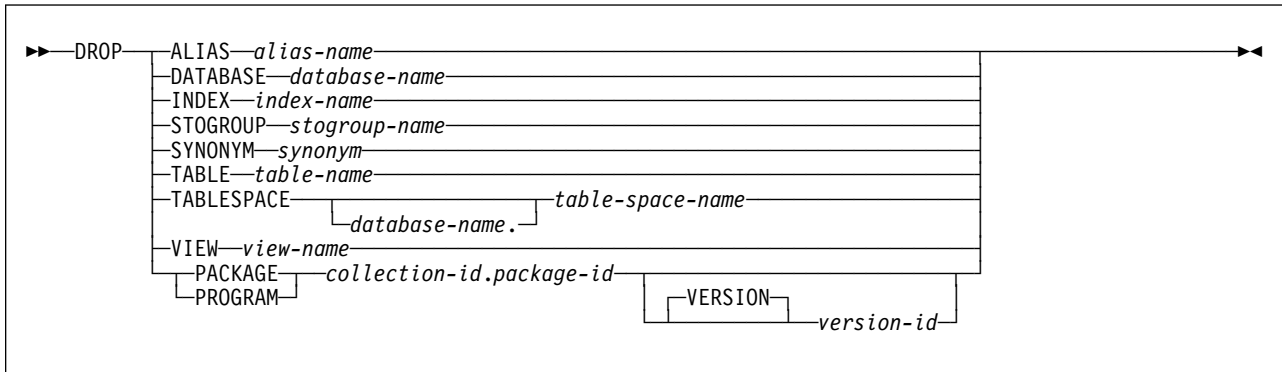 DROP ALIAS alias-name
DATABASE database-name
INDEX index-name
STOGROUP stogroup-name
SYNONYM synonym
TABLE table-name
TABLESPACE table-space-name
database-name.
VIEW view-name
PACKAGE collection-id.package-id
PROGRAM VERSION
version-id